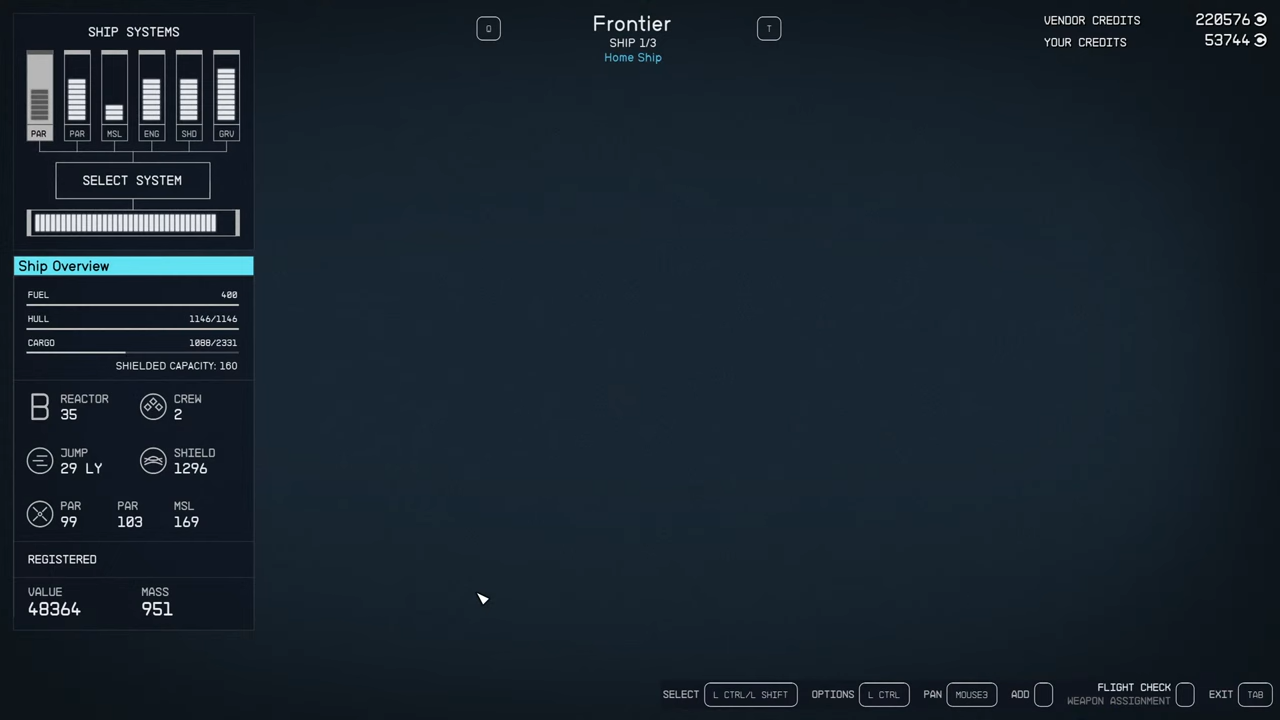 SHIP SYSTEMS
PAR PAR MSL ENG SHD GRV
SELECT SYSTEM
Q
Frontier
T
SHIP 1/3
Home Ship
VENDOR CREDITS 220576
YOUR CREDITS 53744
Ship Overview
FUEL 400
HULL 1146/1146
CARGO 1088/2331
SHIELDED CAPACITY: 160
B REACTOR 35
CREW 2
JUMP 29 LY
SHIELD 1296
PAR PAR MSL
99 103 169
REGISTERED
VALUE MASS
48364 951
SELECT L CTRL/L SHIFT OPTIONS L CTRL PAN MOUSE3 ADD FLIGHT CHECK EXIT TAB
WEAPON ASSIGNMENT